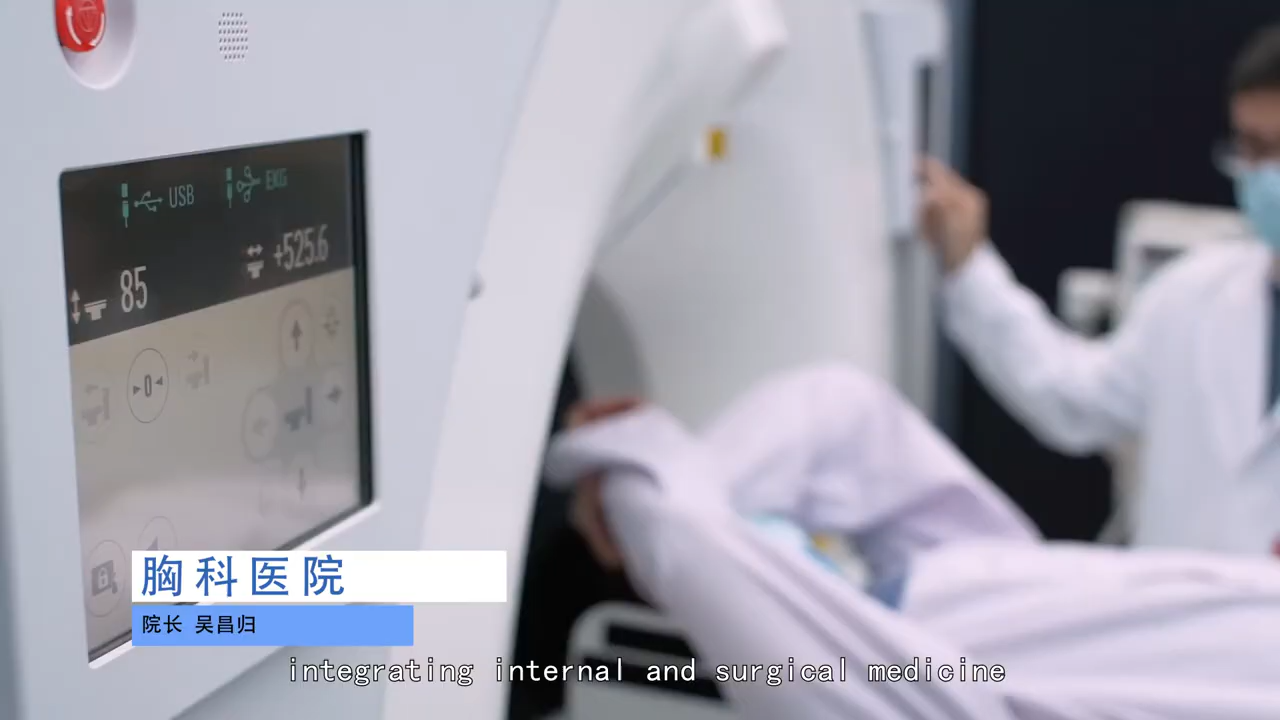 USB EKG
85 +525.6
0
胸科医院
院长 吴昌归
integrating internal and surgical medicine